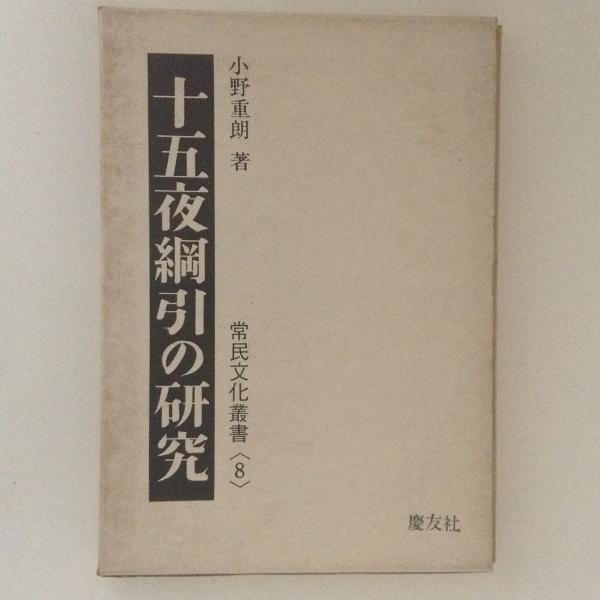 十五夜綱引の研究
小野重朗 著
常民文化叢書〈8〉
慶友社